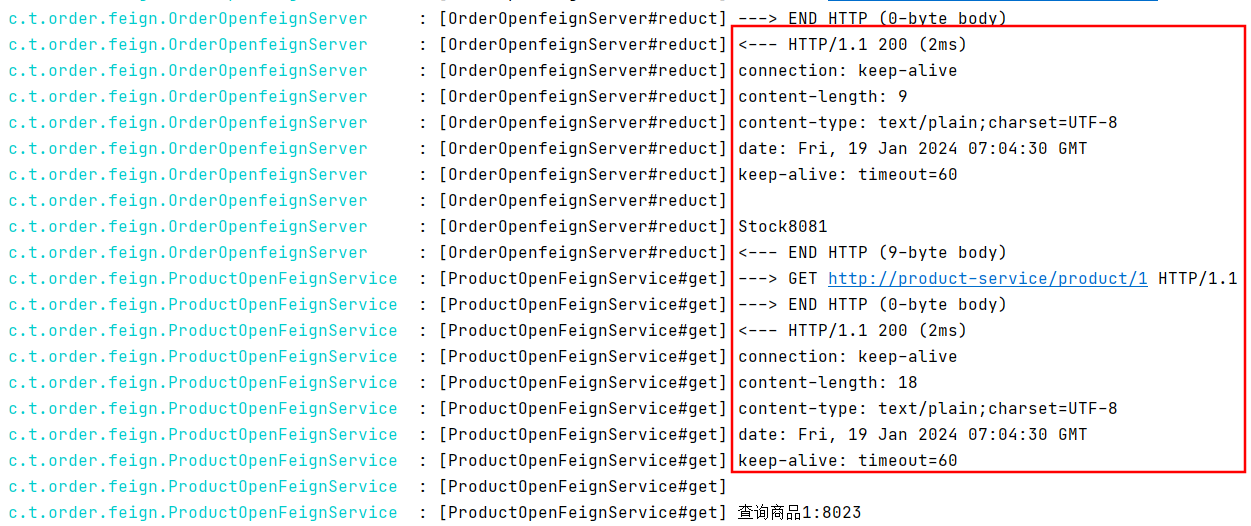 c.t.order.feign.OrderOpenfeignServer : [OrderOpenfeignServer#reduct] ---> END HTTP (0-byte body)
c.t.order.feign.OrderOpenfeignServer : [OrderOpenfeignServer#reduct] <--- HTTP/1.1 200 (2ms)
c.t.order.feign.OrderOpenfeignServer : [OrderOpenfeignServer#reduct] connection: keep-alive
c.t.order.feign.OrderOpenfeignServer : [OrderOpenfeignServer#reduct] content-length: 9
c.t.order.feign.OrderOpenfeignServer : [OrderOpenfeignServer#reduct] content-type: text/plain;charset=UTF-8
c.t.order.feign.OrderOpenfeignServer : [OrderOpenfeignServer#reduct] date: Fri, 19 Jan 2024 07:04:30 GMT
c.t.order.feign.OrderOpenfeignServer : [OrderOpenfeignServer#reduct] keep-alive: timeout=60
c.t.order.feign.OrderOpenfeignServer : [OrderOpenfeignServer#reduct]
c.t.order.feign.OrderOpenfeignServer : [OrderOpenfeignServer#reduct] Stock8081
c.t.order.feign.OrderOpenfeignServer : [OrderOpenfeignServer#reduct] <--- END HTTP (9-byte body)
c.t.order.feign.ProductOpenFeignService : [ProductOpenFeignService#get] ---> GET http://product-service/product/1 HTTP/1.1
c.t.order.feign.ProductOpenFeignService : [ProductOpenFeignService#get] ---> END HTTP (0-byte body)
c.t.order.feign.ProductOpenFeignService : [ProductOpenFeignService#get] <--- HTTP/1.1 200 (2ms)
c.t.order.feign.ProductOpenFeignService : [ProductOpenFeignService#get] connection: keep-alive
c.t.order.feign.ProductOpenFeignService : [ProductOpenFeignService#get] content-length: 18
c.t.order.feign.ProductOpenFeignService : [ProductOpenFeignService#get] content-type: text/plain;charset=UTF-8
c.t.order.feign.ProductOpenFeignService : [ProductOpenFeignService#get] date: Fri, 19 Jan 2024 07:04:30 GMT
c.t.order.feign.ProductOpenFeignService : [ProductOpenFeignService#get] keep-alive: timeout=60
c.t.order.feign.ProductOpenFeignService : [ProductOpenFeignService#get]
c.t.order.feign.ProductOpenFeignService : [ProductOpenFeignService#get] 查询商品1:8023